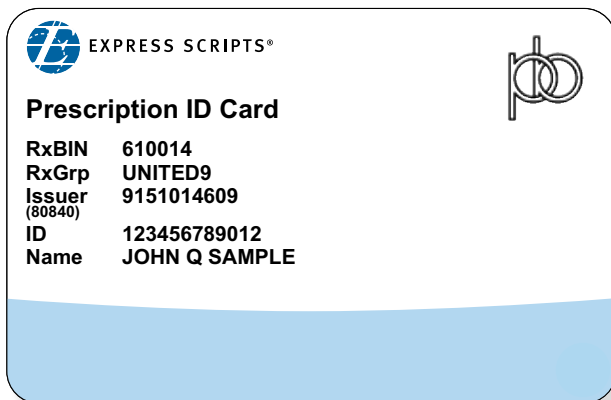 EXPRESS SCRIPTS®
Prescription ID Card
RxBIN 610014
RxGrp UNITED9
Issuer 9151014609
(80840)
ID 123456789012
Name JOHN Q SAMPLE